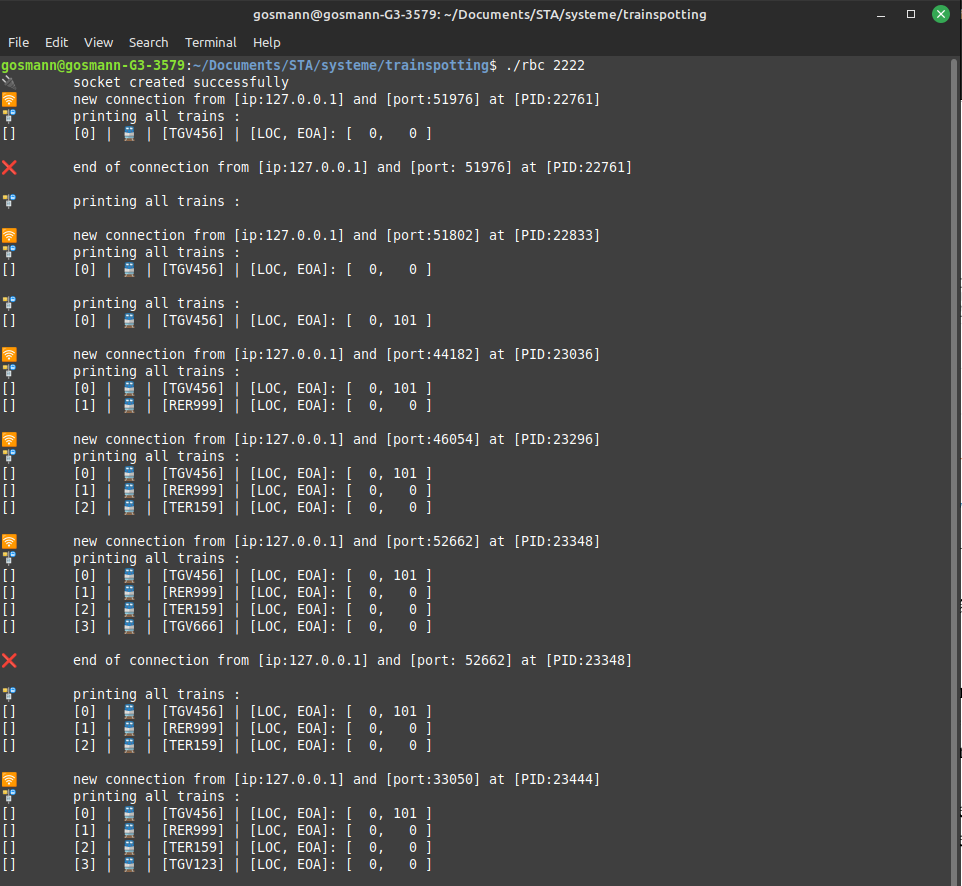 gosmann@gosmann-G3-3579: ~/Documents/STA/systeme/trainspotting
File Edit View Search Terminal Help
gosmann@gosmann-G3-3579:~/Documents/STA/systeme/trainspotting$ ./rbc 2222
🔌 socket created successfully
🛜 new connection from [ip:127.0.0.1] and [port:51976] at [PID:22761]
🚏 printing all trains :
[] [0] | 🚆 | [TGV456] | [LOC, EOA]: [  0,   0 ]
❌ end of connection from [ip:127.0.0.1] and [port: 51976] at [PID:22761]
🚏 printing all trains :
🛜 new connection from [ip:127.0.0.1] and [port:51802] at [PID:22833]
🚏 printing all trains :
[] [0] | 🚆 | [TGV456] | [LOC, EOA]: [  0,   0 ]
🚏 printing all trains :
[] [0] | 🚆 | [TGV456] | [LOC, EOA]: [  0, 101 ]
🛜 new connection from [ip:127.0.0.1] and [port:44182] at [PID:23036]
🚏 printing all trains :
[] [0] | 🚆 | [TGV456] | [LOC, EOA]: [  0, 101 ]
[] [1] | 🚆 | [RER999] | [LOC, EOA]: [  0,   0 ]
🛜 new connection from [ip:127.0.0.1] and [port:46054] at [PID:23296]
🚏 printing all trains :
[] [0] | 🚆 | [TGV456] | [LOC, EOA]: [  0, 101 ]
[] [1] | 🚆 | [RER999] | [LOC, EOA]: [  0,   0 ]
[] [2] | 🚆 | [TER159] | [LOC, EOA]: [  0,   0 ]
🛜 new connection from [ip:127.0.0.1] and [port:52662] at [PID:23348]
🚏 printing all trains :
[] [0] | 🚆 | [TGV456] | [LOC, EOA]: [  0, 101 ]
[] [1] | 🚆 | [RER999] | [LOC, EOA]: [  0,   0 ]
[] [2] | 🚆 | [TER159] | [LOC, EOA]: [  0,   0 ]
[] [3] | 🚆 | [TGV666] | [LOC, EOA]: [  0,   0 ]
❌ end of connection from [ip:127.0.0.1] and [port: 52662] at [PID:23348]
🚏 printing all trains :
[] [0] | 🚆 | [TGV456] | [LOC, EOA]: [  0, 101 ]
[] [1] | 🚆 | [RER999] | [LOC, EOA]: [  0,   0 ]
[] [2] | 🚆 | [TER159] | [LOC, EOA]: [  0,   0 ]
🛜 new connection from [ip:127.0.0.1] and [port:33050] at [PID:23444]
🚏 printing all trains :
[] [0] | 🚆 | [TGV456] | [LOC, EOA]: [  0, 101 ]
[] [1] | 🚆 | [RER999] | [LOC, EOA]: [  0,   0 ]
[] [2] | 🚆 | [TER159] | [LOC, EOA]: [  0,   0 ]
[] [3] | 🚆 | [TGV123] | [LOC, EOA]: [  0,   0 ]